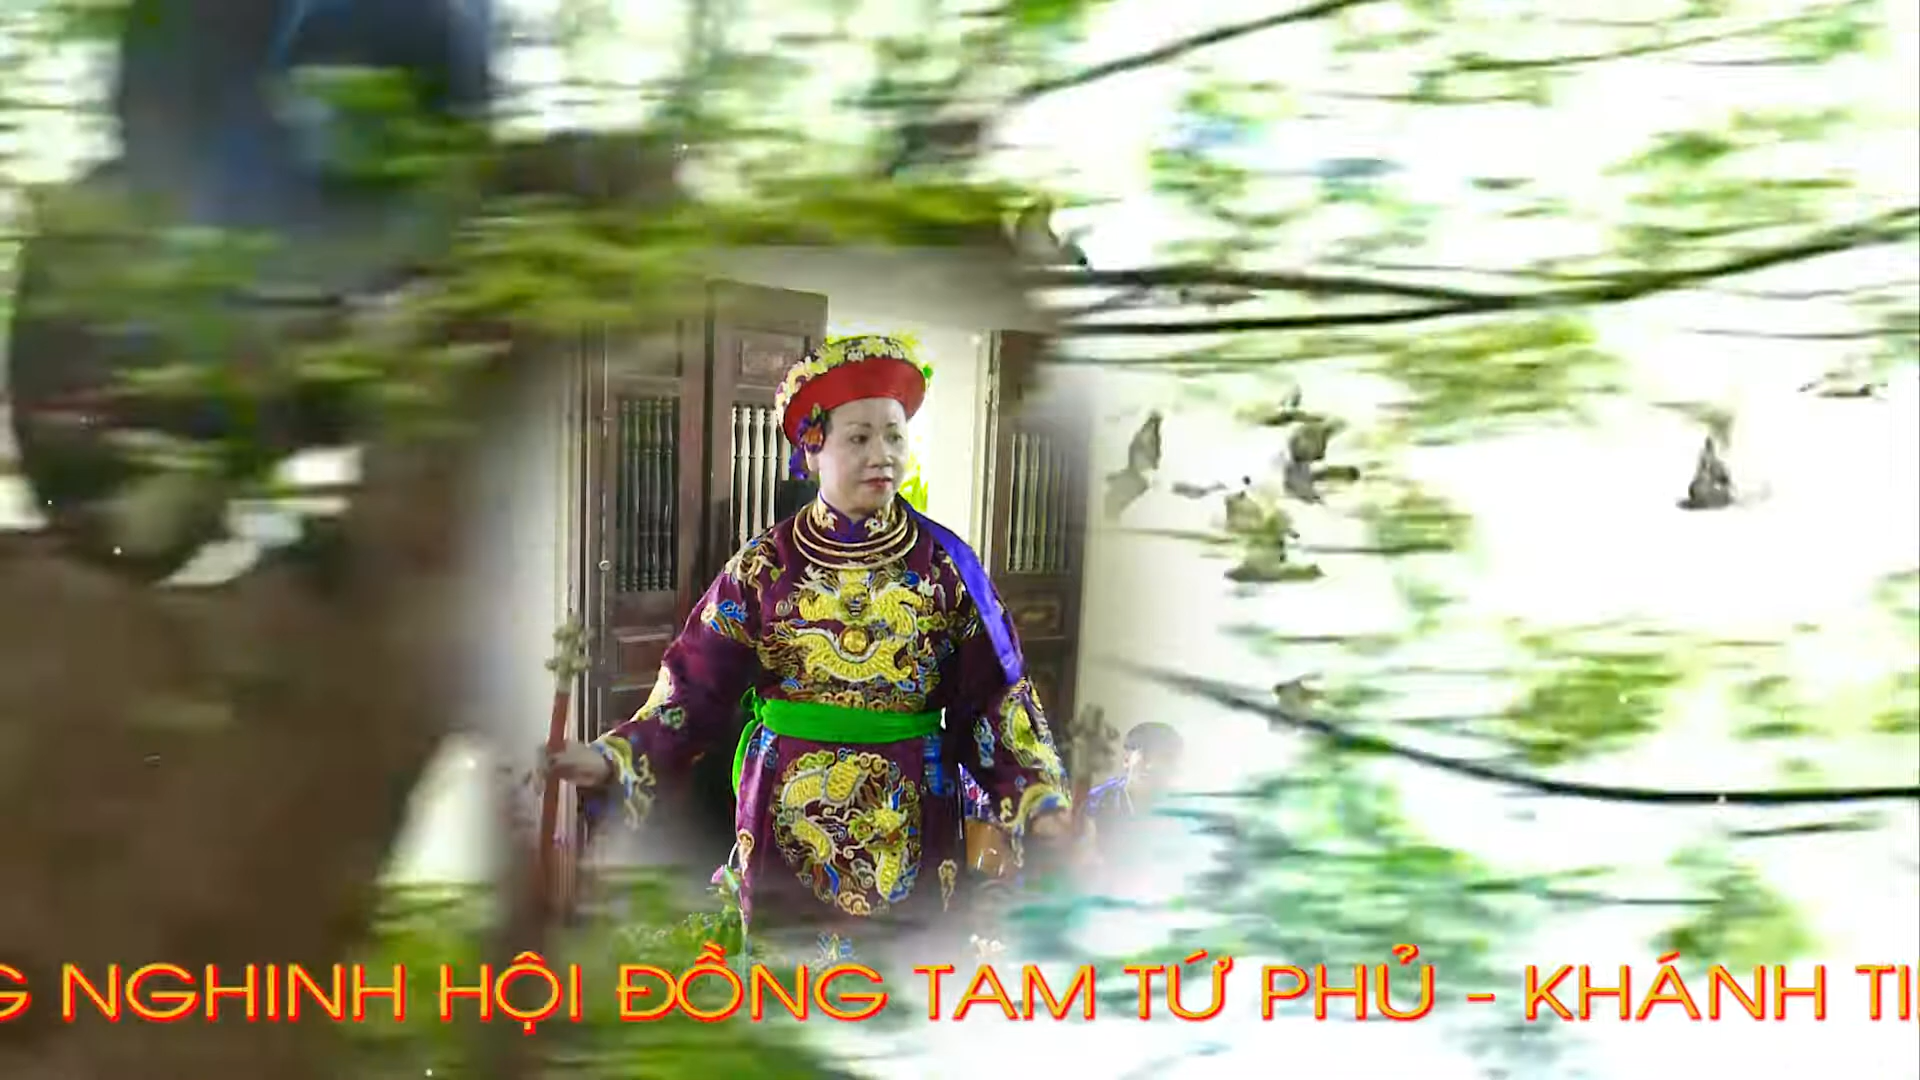 NGHINH HỘI ĐỒNG TAM TỨ PHỦ - KHÁNH